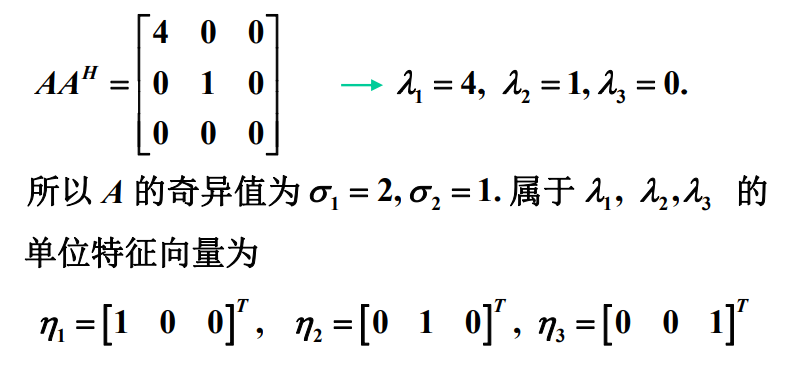 4 0 0
AA^H = 0 1 0 → λ₁ = 4, λ₂ = 1, λ₃ = 0.
0 0 0
所以 A 的奇异值为 σ₁ = 2, σ₂ = 1. 属于 λ₁, λ₂, λ₃ 的
单位特征向量为
η₁ = [1 0 0]^T, η₂ = [0 1 0]^T, η₃ = [0 0 1]^T